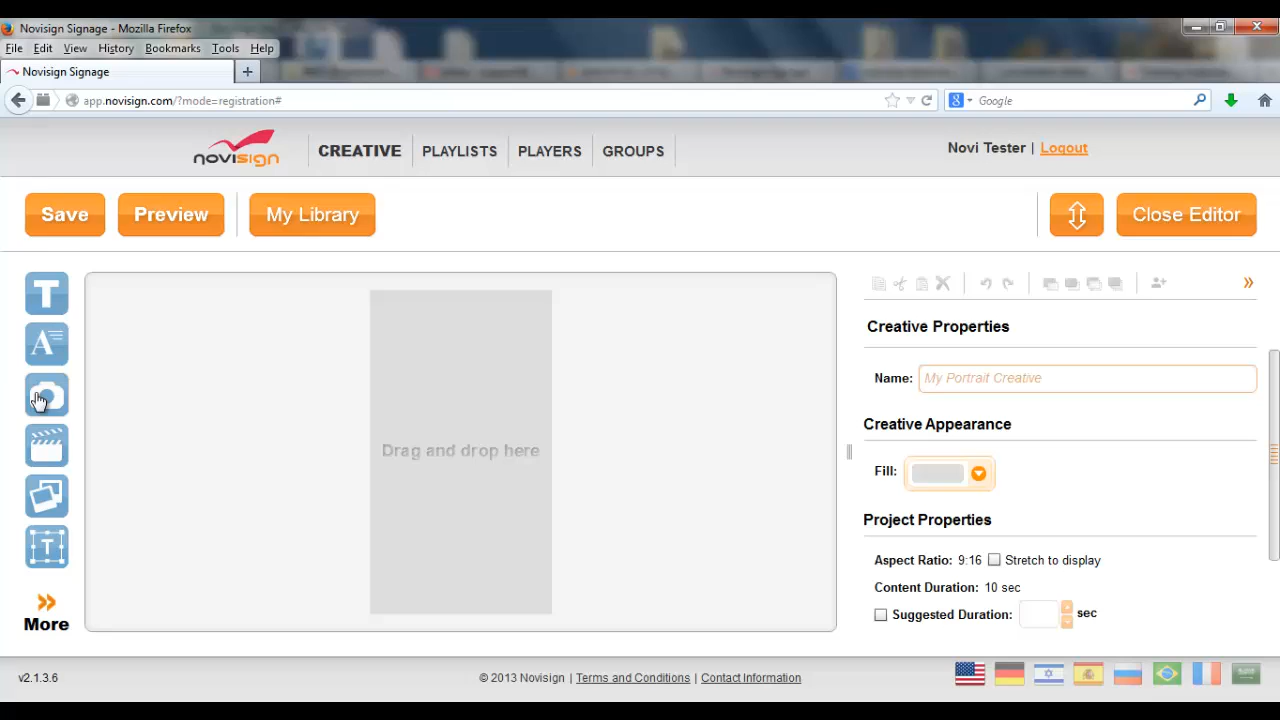 Novisign Signage - Mozilla Firefox
File Edit View History Bookmarks Tools Help
Novisign Signage
app.novisign.com/?mode=registration#
Google
novisign
CREATIVE PLAYLISTS PLAYERS GROUPS
Novi Tester | Logout
Save Preview My Library Close Editor
T
A
T
More
Drag and drop here
Creative Properties
Name: My Portrait Creative
Creative Appearance
Fill:
Project Properties
Aspect Ratio: 9:16 Stretch to display
Content Duration: 10 sec
Suggested Duration: sec
v2.1.3.6
© 2013 Novisign | Terms and Conditions | Contact Information